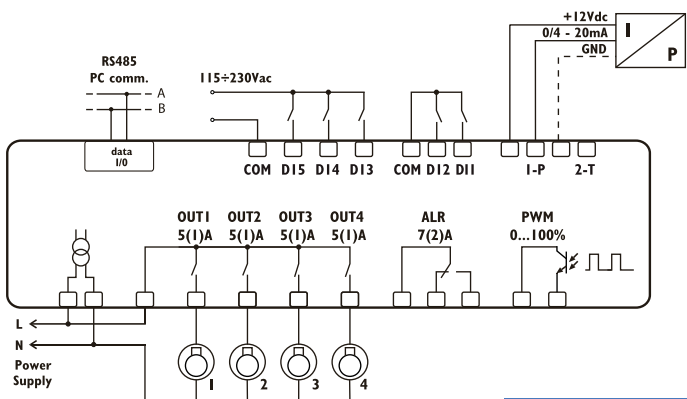 +12Vdc
0/4 - 20mA
GND
I
P
RS485
PC comm.
A
B
115÷230Vac
data
I/0
COM DI5 DI4 DI3 COM DI2 DI1 I-P 2-T
OUT1 OUT2 OUT3 OUT4 ALR PWM
5(1)A 5(1)A 5(1)A 5(1)A 7(2)A 0...100%
L
N
Power
Supply
1 2 3 4